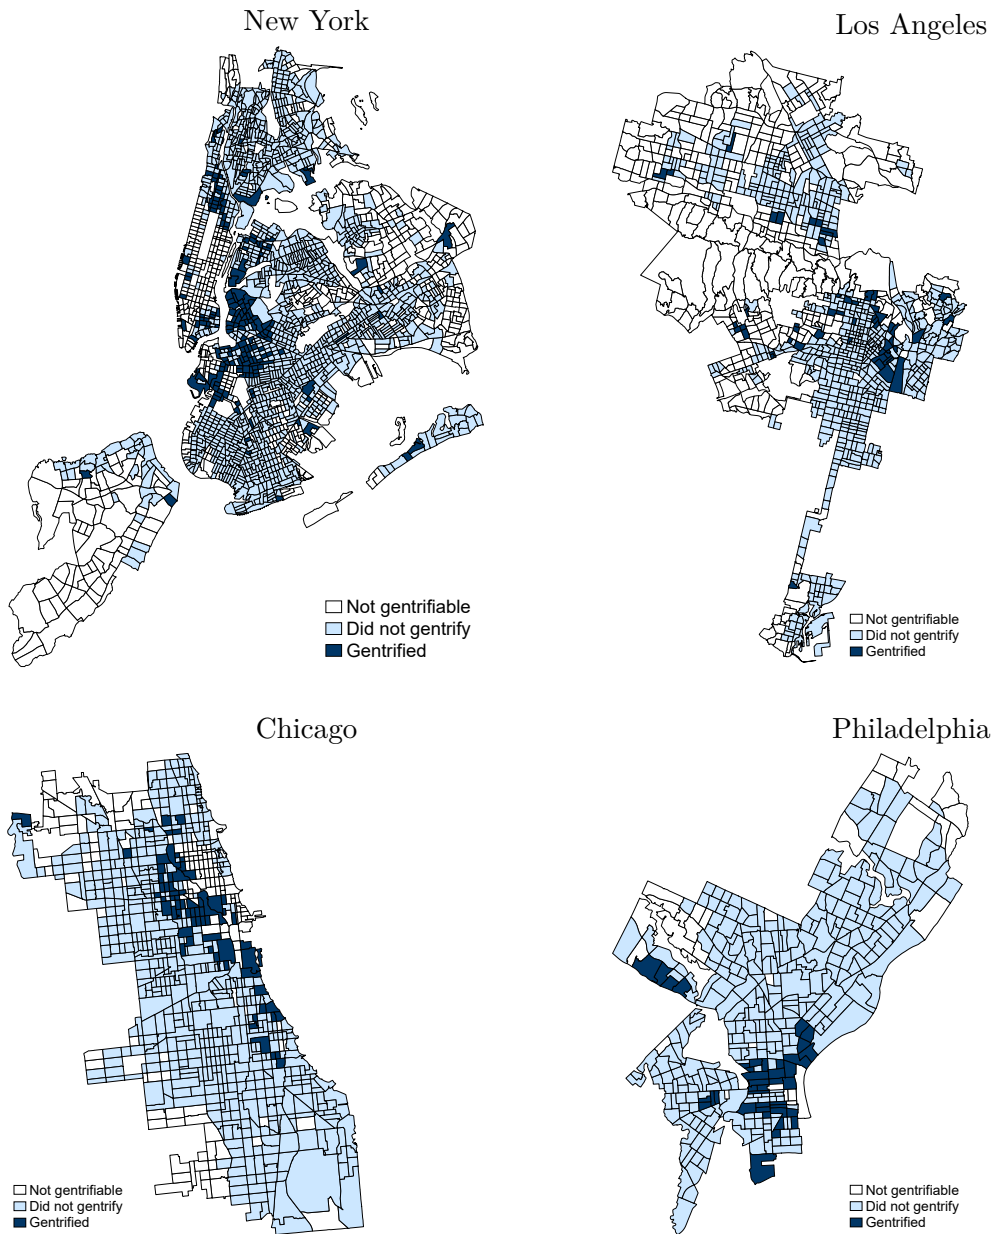 New York
Los Angeles
Not gentrifiable
Did not gentrify
Gentrified
Not gentrifiable
Did not gentrify
Gentrified
Chicago
Philadelphia
Not gentrifiable
Did not gentrify
Gentrified
Not gentrifiable
Did not gentrify
Gentrified